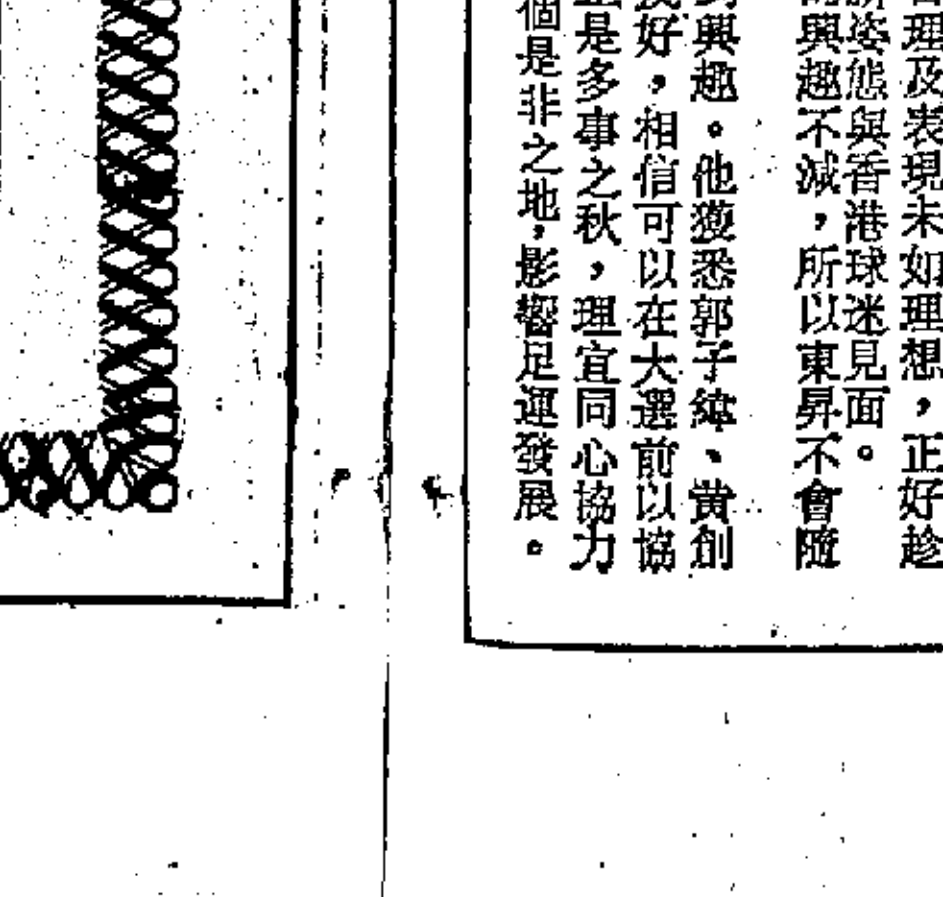 理及表現未如理想，正好趁
姿態與香港球迷見面。
興趣不減，所以東昇不會隨
興趣。他獲悉郭子緯、黃創
好，相信可以在大選前以協
是多事之秋，理宜同心協力
個是非之地，影響足運發展。